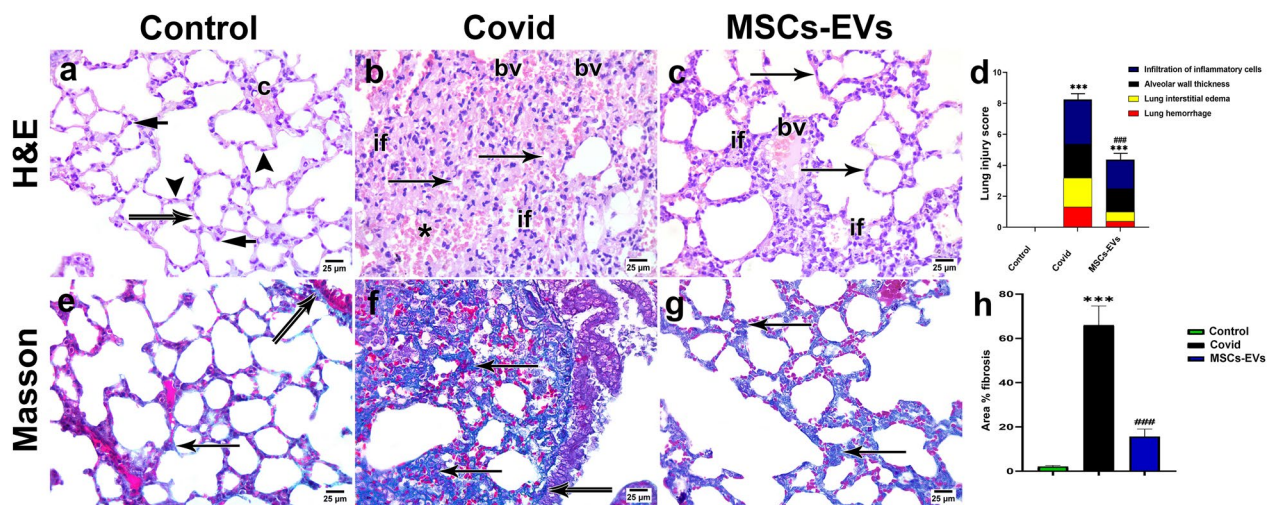 Control Covid MSCs-EVs
H&E
a
c
25 µm
b
bv bv
if
if
*
25 µm
c
if
bv
if
25 µm
d
Lung injury score
10
8
6
4
2
0
***
###
***
Control
Covid
MSCs-EVs
Infiltration of inflammatory cells
Alveolar wall thickness
Lung interstitial edema
Lung hemorrhage
Masson
e
25 µm
f
25 µm
g
25 µm
h
Area % fibrosis
80
60
40
20
0
***
###
Control
Covid
MSCs-EVs